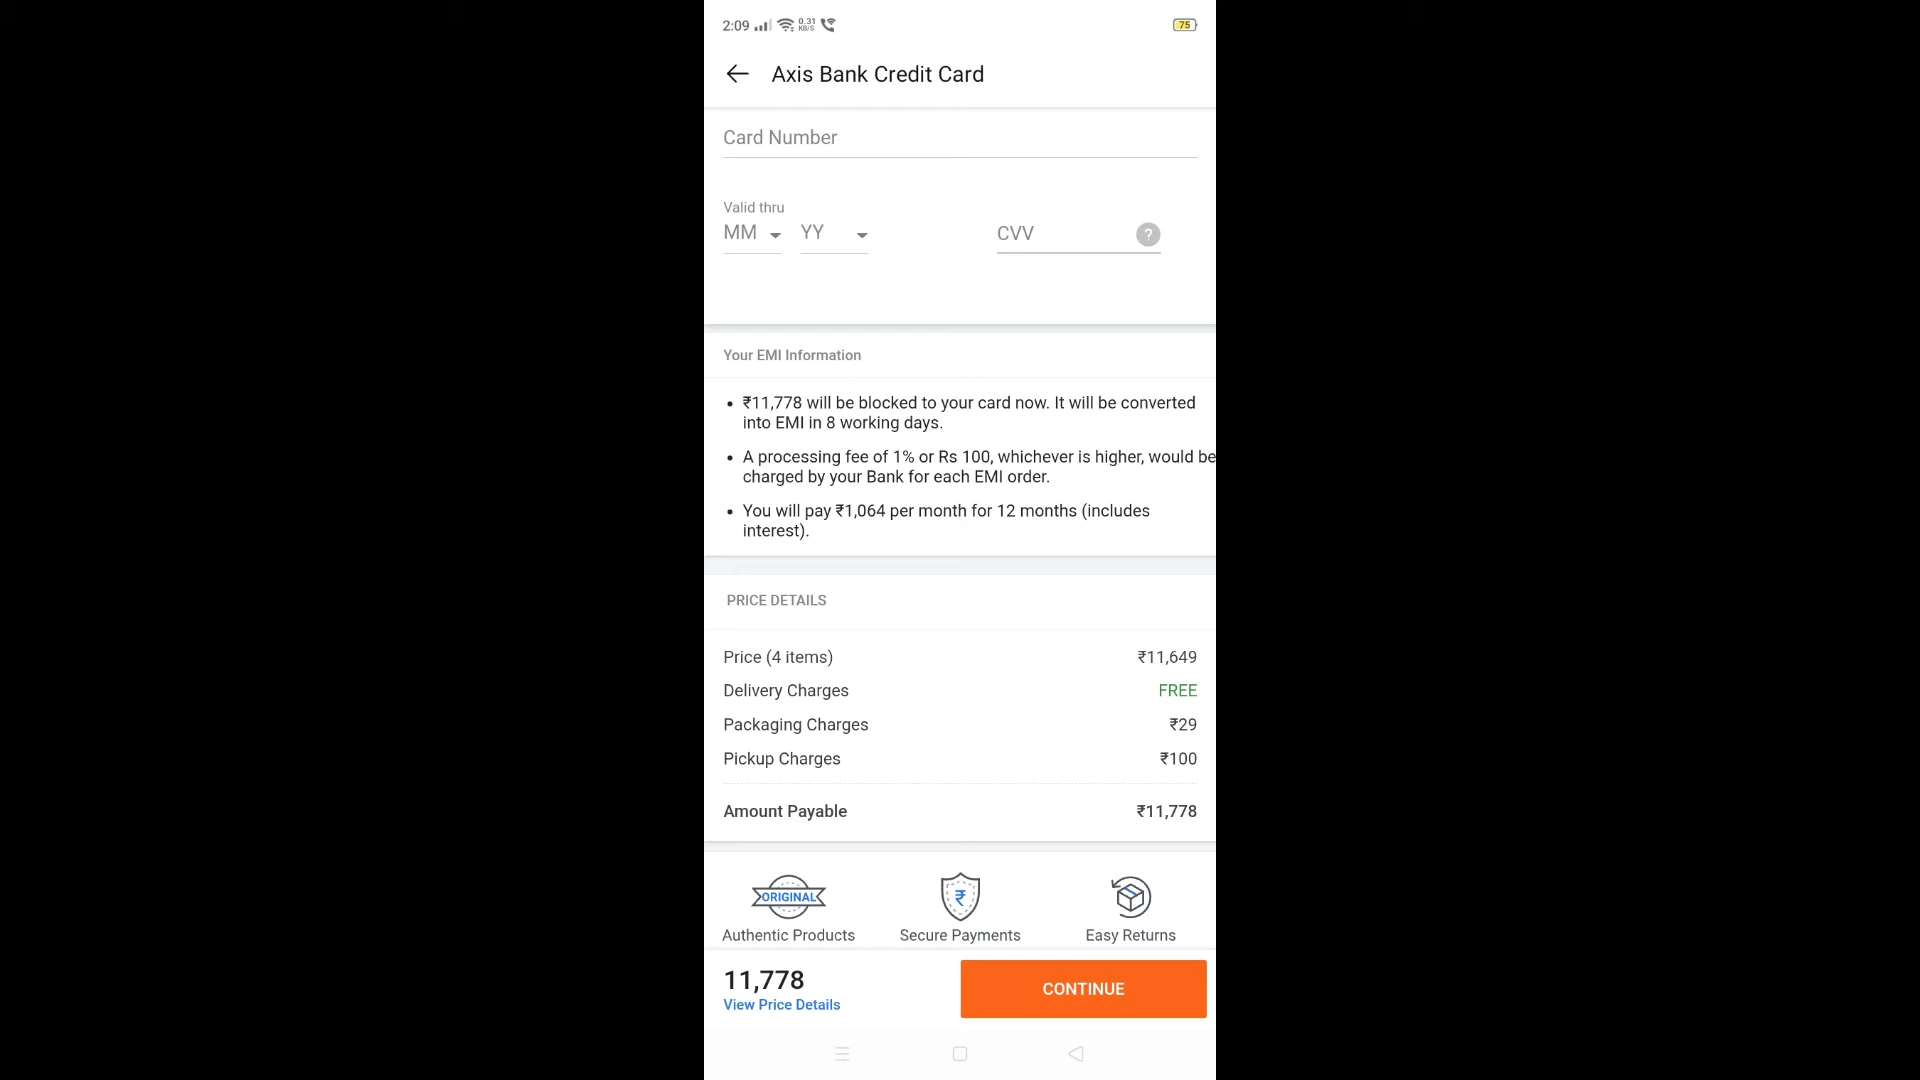 2:09 0.31 KB/S 75
Axis Bank Credit Card
Card Number
Valid thru
MM YY CVV ?
Your EMI Information
• ₹11,778 will be blocked to your card now. It will be converted
into EMI in 8 working days.
• A processing fee of 1% or Rs 100, whichever is higher, would be
charged by your Bank for each EMI order.
• You will pay ₹1,064 per month for 12 months (includes
interest).
PRICE DETAILS
Price (4 items) ₹11,649
Delivery Charges FREE
Packaging Charges ₹29
Pickup Charges ₹100
Amount Payable ₹11,778
ORIGINAL ₹
Authentic Products Secure Payments Easy Returns
11,778
View Price Details
CONTINUE